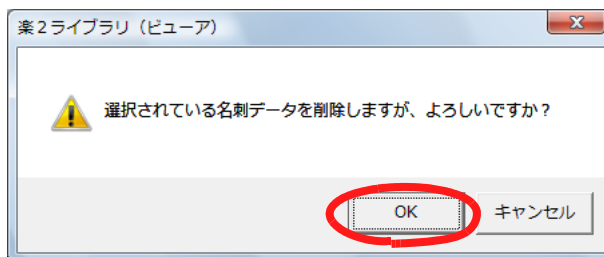 楽2ライブラリ（ビューア）
選択されている名刺データを削除しますが、よろしいですか？
OK
キャンセル